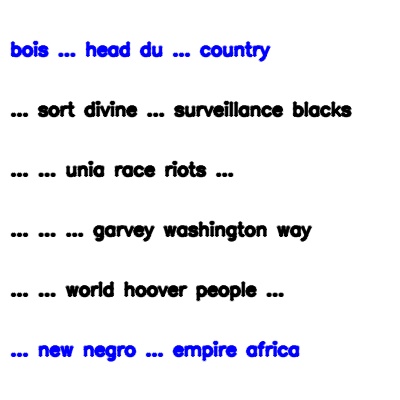 bois ... head du ... country
... sort divine ... surveillance blacks
... ... unia race riots ...
... ... ... garvey washington way
... ... world hoover people ...
... new negro ... empire africa